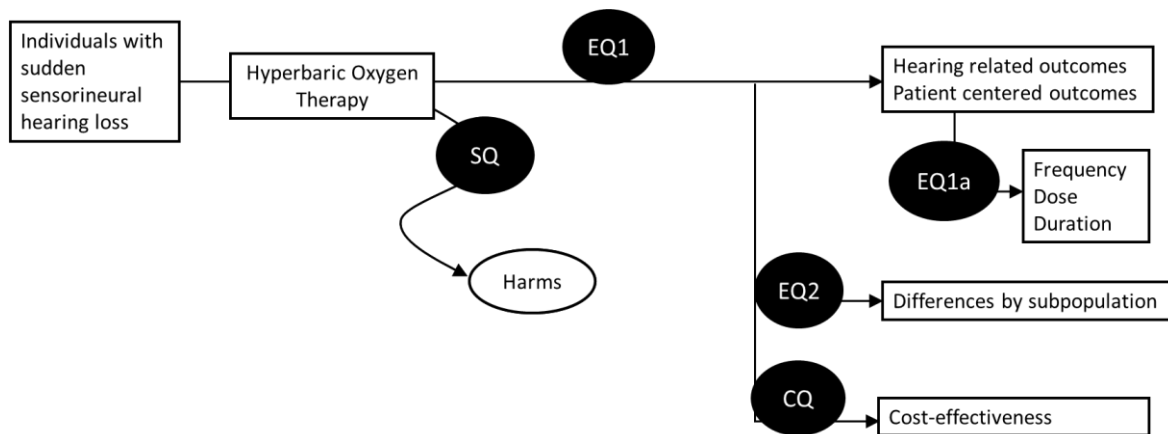 Individuals with
sudden
sensorineural
hearing loss
Hyperbaric Oxygen
Therapy
EQ1
Hearing related outcomes
Patient centered outcomes
SQ
EQ1a
Frequency
Dose
Duration
Harms
EQ2
Differences by subpopulation
CQ
Cost-effectiveness